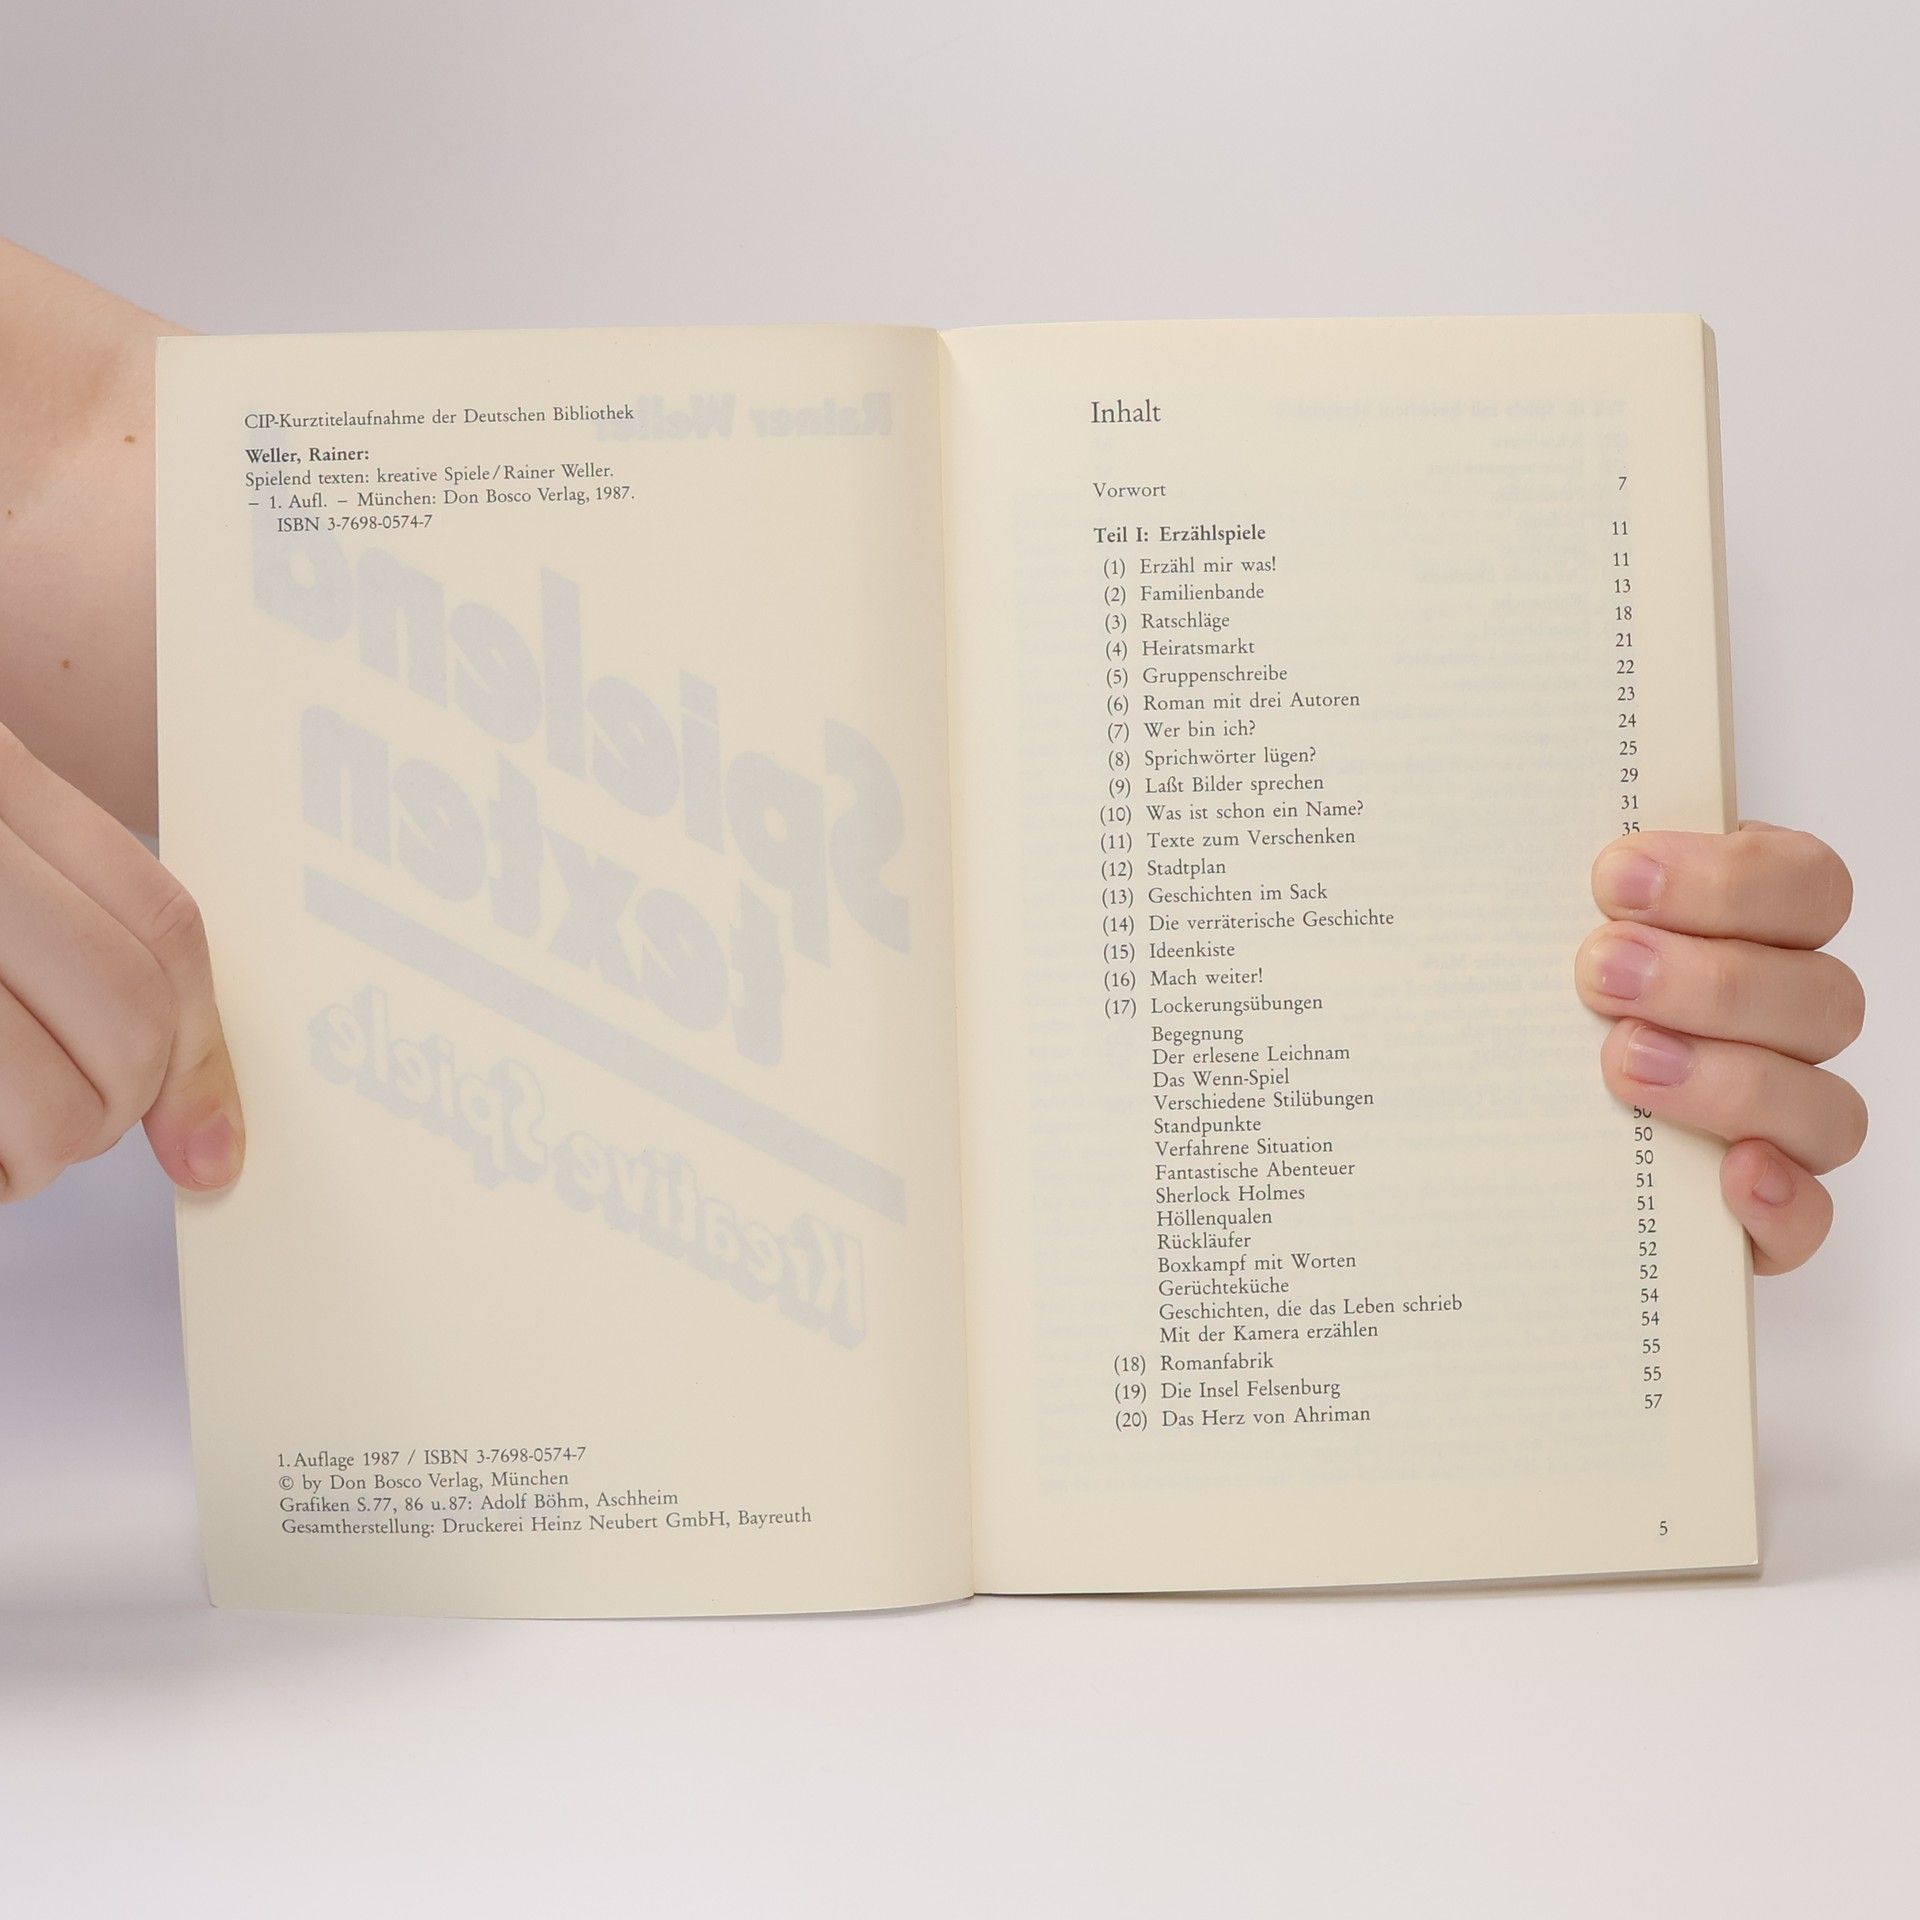 CIP-Kurztitelaufnahme der Deutschen Bibliothek
Weller, Rainer:
Spielend texten: kreative Spiele/Rainer Weller.
– 1. Aufl. – München: Don Bosco Verlag, 1987.
ISBN 3-7698-0574-7
1. Auflage 1987 / ISBN 3-7698-0574-7
© by Don Bosco Verlag, München
Grafiken S. 77, 86 u. 87: Adolf Böhm, Aschheim
Gesamtherstellung: Druckerei Heinz Neubert GmbH, Bayreuth
Inhalt
Vorwort 7
Teil I: Erzählspiele 11
(1) Erzähl mir was! 11
(2) Familienbande 13
(3) Ratschläge 18
(4) Heiratsmarkt 21
(5) Gruppenschreibe 22
(6) Roman mit drei Autoren 23
(7) Wer bin ich? 24
(8) Sprichwörter lügen? 25
(9) Laßt Bilder sprechen 29
(10) Was ist schon ein Name? 31
(11) Texte zum Verschenken 35
(12) Stadtplan
(13) Geschichten im Sack
(14) Die verräterische Geschichte
(15) Ideenkiste
(16) Mach weiter!
(17) Lockerungsübungen
Begegnung
Der erlesene Leichnam
Das Wenn-Spiel
Verschiedene Stilübungen
Standpunkte 50
Verfahrene Situation 50
Fantastische Abenteuer 50
Sherlock Holmes 51
Höllenqualen 51
Rückläufer 52
Boxkampf mit Worten 52
Gerüchteküche 52
Geschichten, die das Leben schrieb 54
Mit der Kamera erzählen 54
(18) Romanfabrik 55
(19) Die Insel Felsenburg 55
(20) Das Herz von Ahriman 57
5